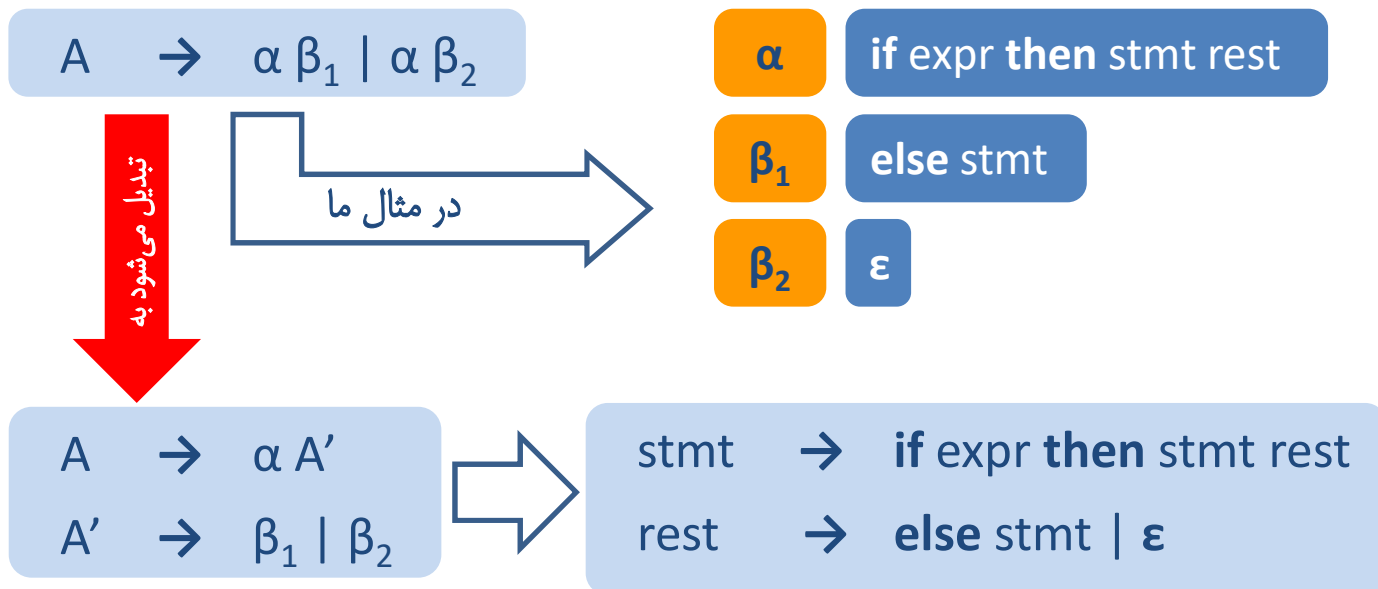 A → α β₁ | α β₂
تبدیل می‌شود به
در مثال ما
α if expr then stmt rest
β₁ else stmt
β₂ ε
A → α A’
A’ → β₁ | β₂
stmt → if expr then stmt rest
rest → else stmt | ε